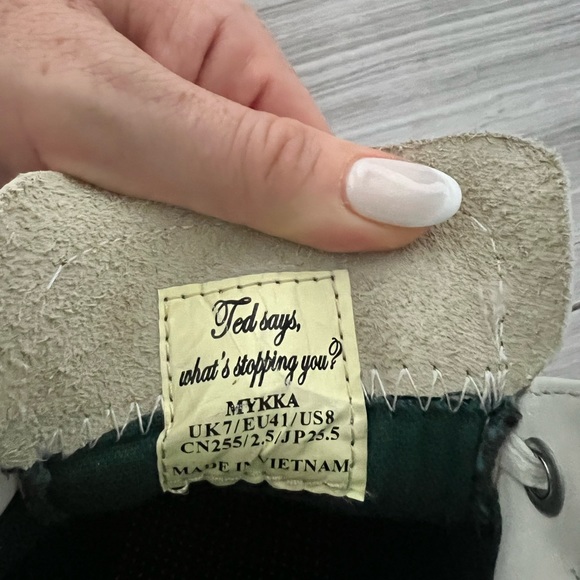 Ted says,
what's stopping you?
MYKKA
UK7/EU41/US8
CN255/2.5/JP25.5
MADE IN VIETNAM